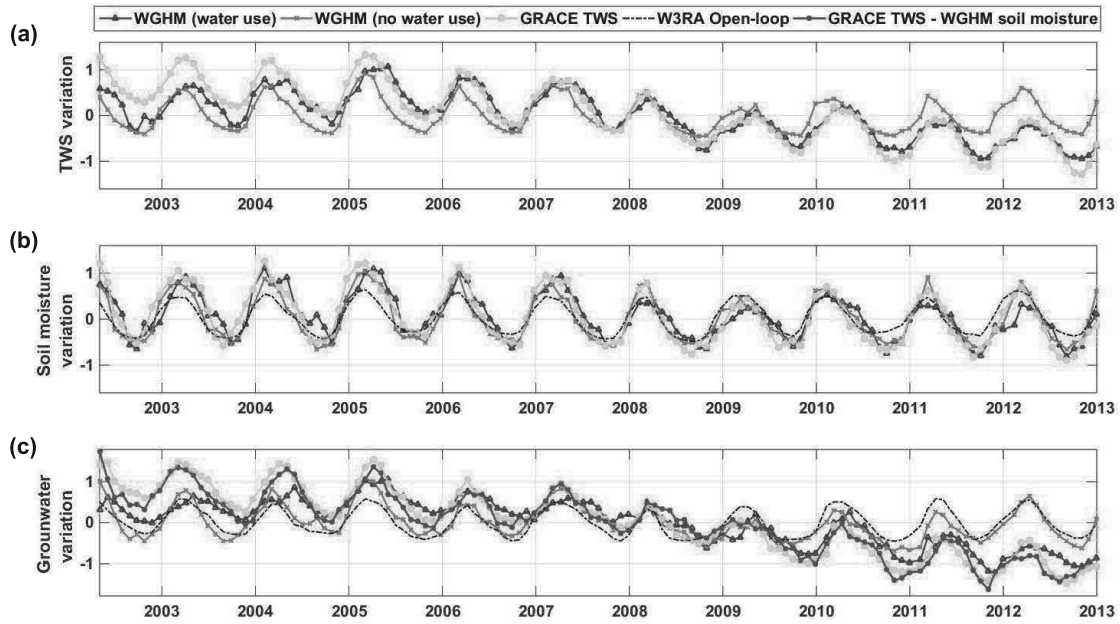 WGHM (water use) WGHM (no water use) GRACE TWS W3RA Open-loop GRACE TWS - WGHM soil moisture
(a)
TWS variation
1
0
-1
2003 2004 2005 2006 2007 2008 2009 2010 2011 2012 2013
(b)
Soil moisture
variation
1
0
-1
2003 2004 2005 2006 2007 2008 2009 2010 2011 2012 2013
(c)
Grounwater
variation
1
0
-1
2003 2004 2005 2006 2007 2008 2009 2010 2011 2012 2013